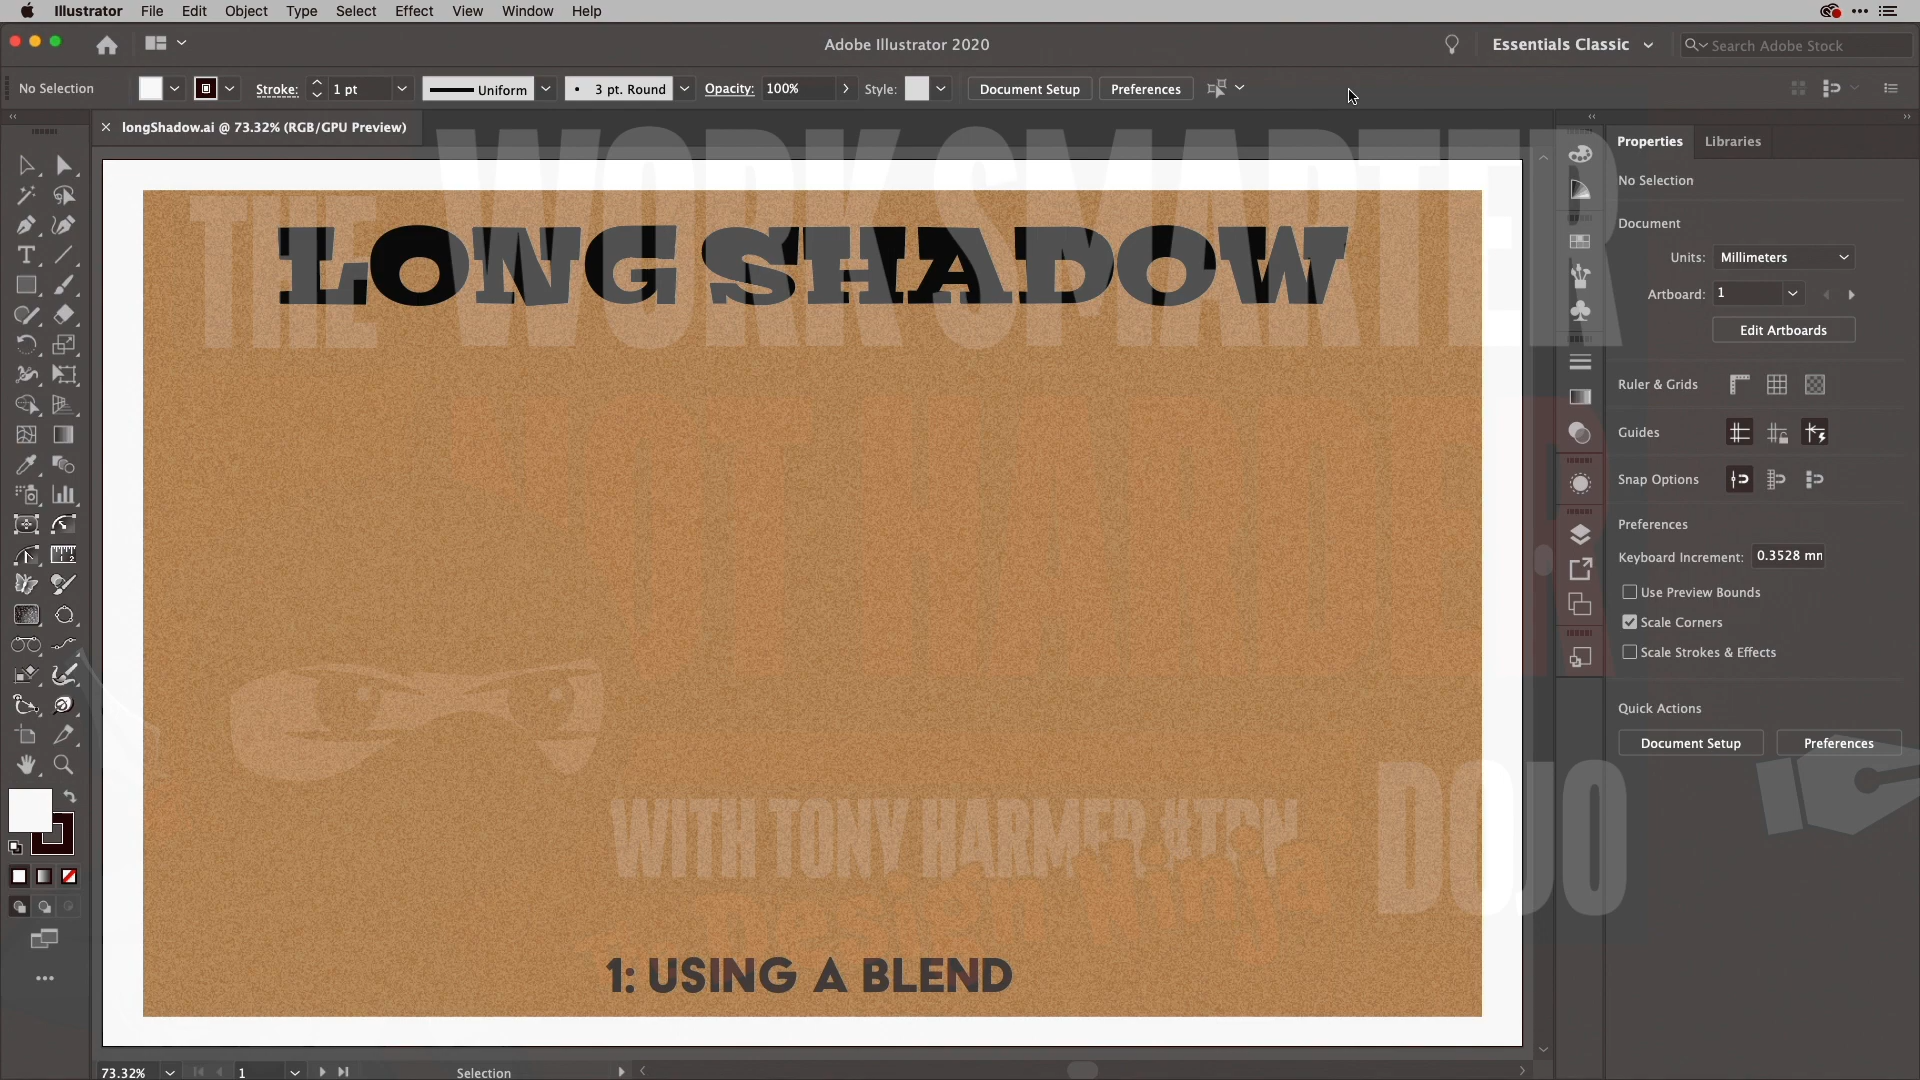 Illustrator File Edit Object Type Select Effect View Window Help
Adobe Illustrator 2020
Essentials Classic
Search Adobe Stock
No Selection
Stroke:
1 pt
Uniform
3 pt. Round
Opacity:
100%
Style:
Document Setup
Preferences
longShadow.ai @ 73.32% (RGB/GPU Preview)
THE WORK SMARTER
LONG SHADOW
WITH TONY HARMER #TDN
DOJO
1: USING A BLEND
Properties
Libraries
No Selection
Document
Units:
Millimeters
Artboard:
1
Edit Artboards
Ruler & Grids
Guides
Snap Options
Preferences
Keyboard Increment:
0.3528 mm
Use Preview Bounds
Scale Corners
Scale Strokes & Effects
Quick Actions
Document Setup
Preferences
73.32%
1
Selection